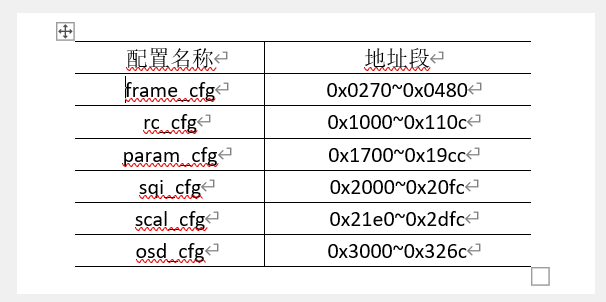 配置名称 地址段
frame_cfg 0x0270~0x0480
rc_cfg 0x1000~0x110c
param_cfg 0x1700~0x19cc
sqi_cfg 0x2000~0x20fc
scal_cfg 0x21e0~0x2dfc
osd_cfg 0x3000~0x326c